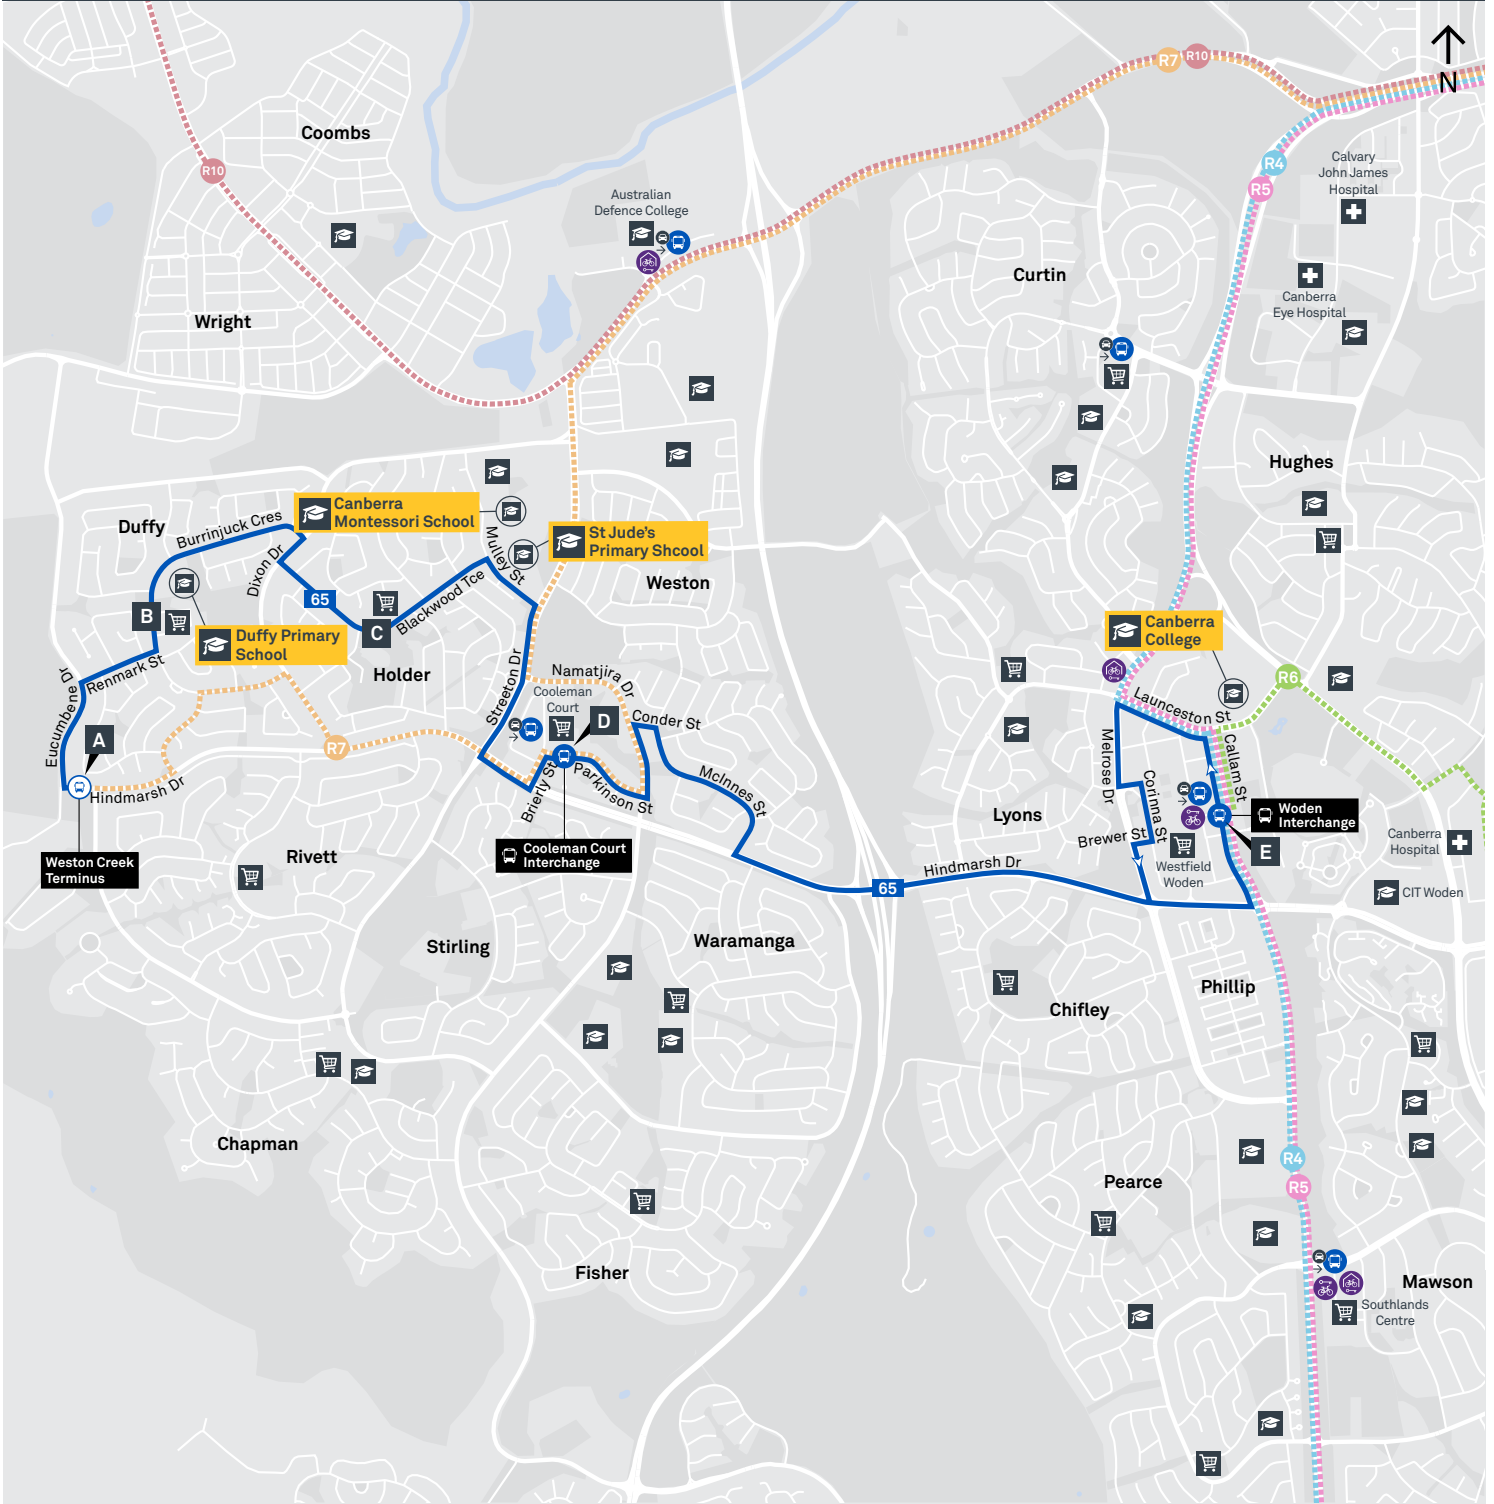 N
R7
R10
Coombs
R10
R4
R5
Calvary
John James
Hospital
Australian
Defence College
Curtin
Canberra
Eye Hospital
Wright
Hughes
Duffy
Burrinjuck Cres
Canberra
Montessori School
Mulley St
St Jude's
Primary Shcool
Dixon Dr
Weston
65
Blackwood Tce
B
C
Duffy Primary
School
Canberra
College
Holder
Renmark St
Eucumbene Dr
Streeton Dr
Namatjira Dr
Cooleman
Court
D
Conder St
R6
Launceston St
A
R7
Hindmarsh Dr
Brierly St
Parkinson St
McInnes St
Melrose Dr
Corinna St
Callam St
Lyons
Brewer St
Woden
Interchange
E
Westfield
Woden
Canberra
Hospital
CIT Woden
Weston Creek
Terminus
Rivett
Cooleman Court
Interchange
65
Hindmarsh Dr
Stirling
Waramanga
Chifley
Phillip
Chapman
R4
R5
Pearce
Fisher
Mawson
Southlands
Centre